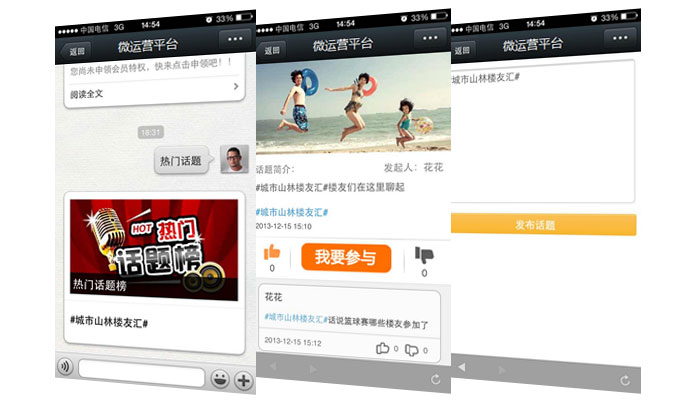 中国电信 3G 14:54 33%
返回 微运营平台
您尚未申领会员特权，快来点击申领吧！！
阅读全文
16:31
热门话题
HOT 热门
话题榜
热门话题榜
#城市山林楼友汇#
中国电信 3G 14:54 33%
返回 微运营平台
话题简介： 发起人：花花
#城市山林楼友汇#楼友们在这里聊起
#城市山林楼友汇#
2013-12-15 15:10
0 我要参与 0
花花
#城市山林楼友汇#话说篮球赛哪些楼友参加了
2013-12-15 15:12 0 0
中国电信 3G 14:54 33%
返回 微运营平台
#城市山林楼友汇#
发布话题